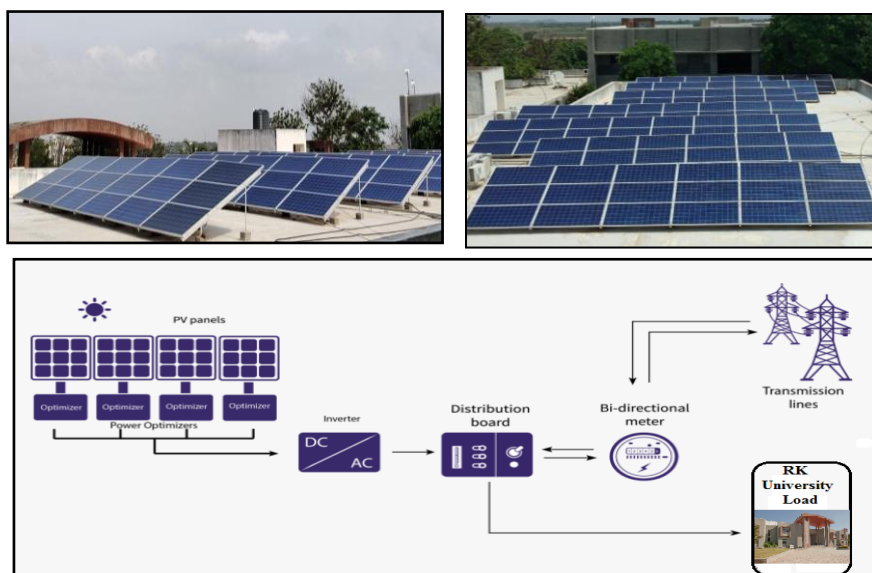 PV panels
Optimizer
Optimizer
Optimizer
Optimizer
Power Optimizers
Inverter
DC
AC
Distribution
board
Bi-directional
meter
Transmission
lines
RK
University
Load